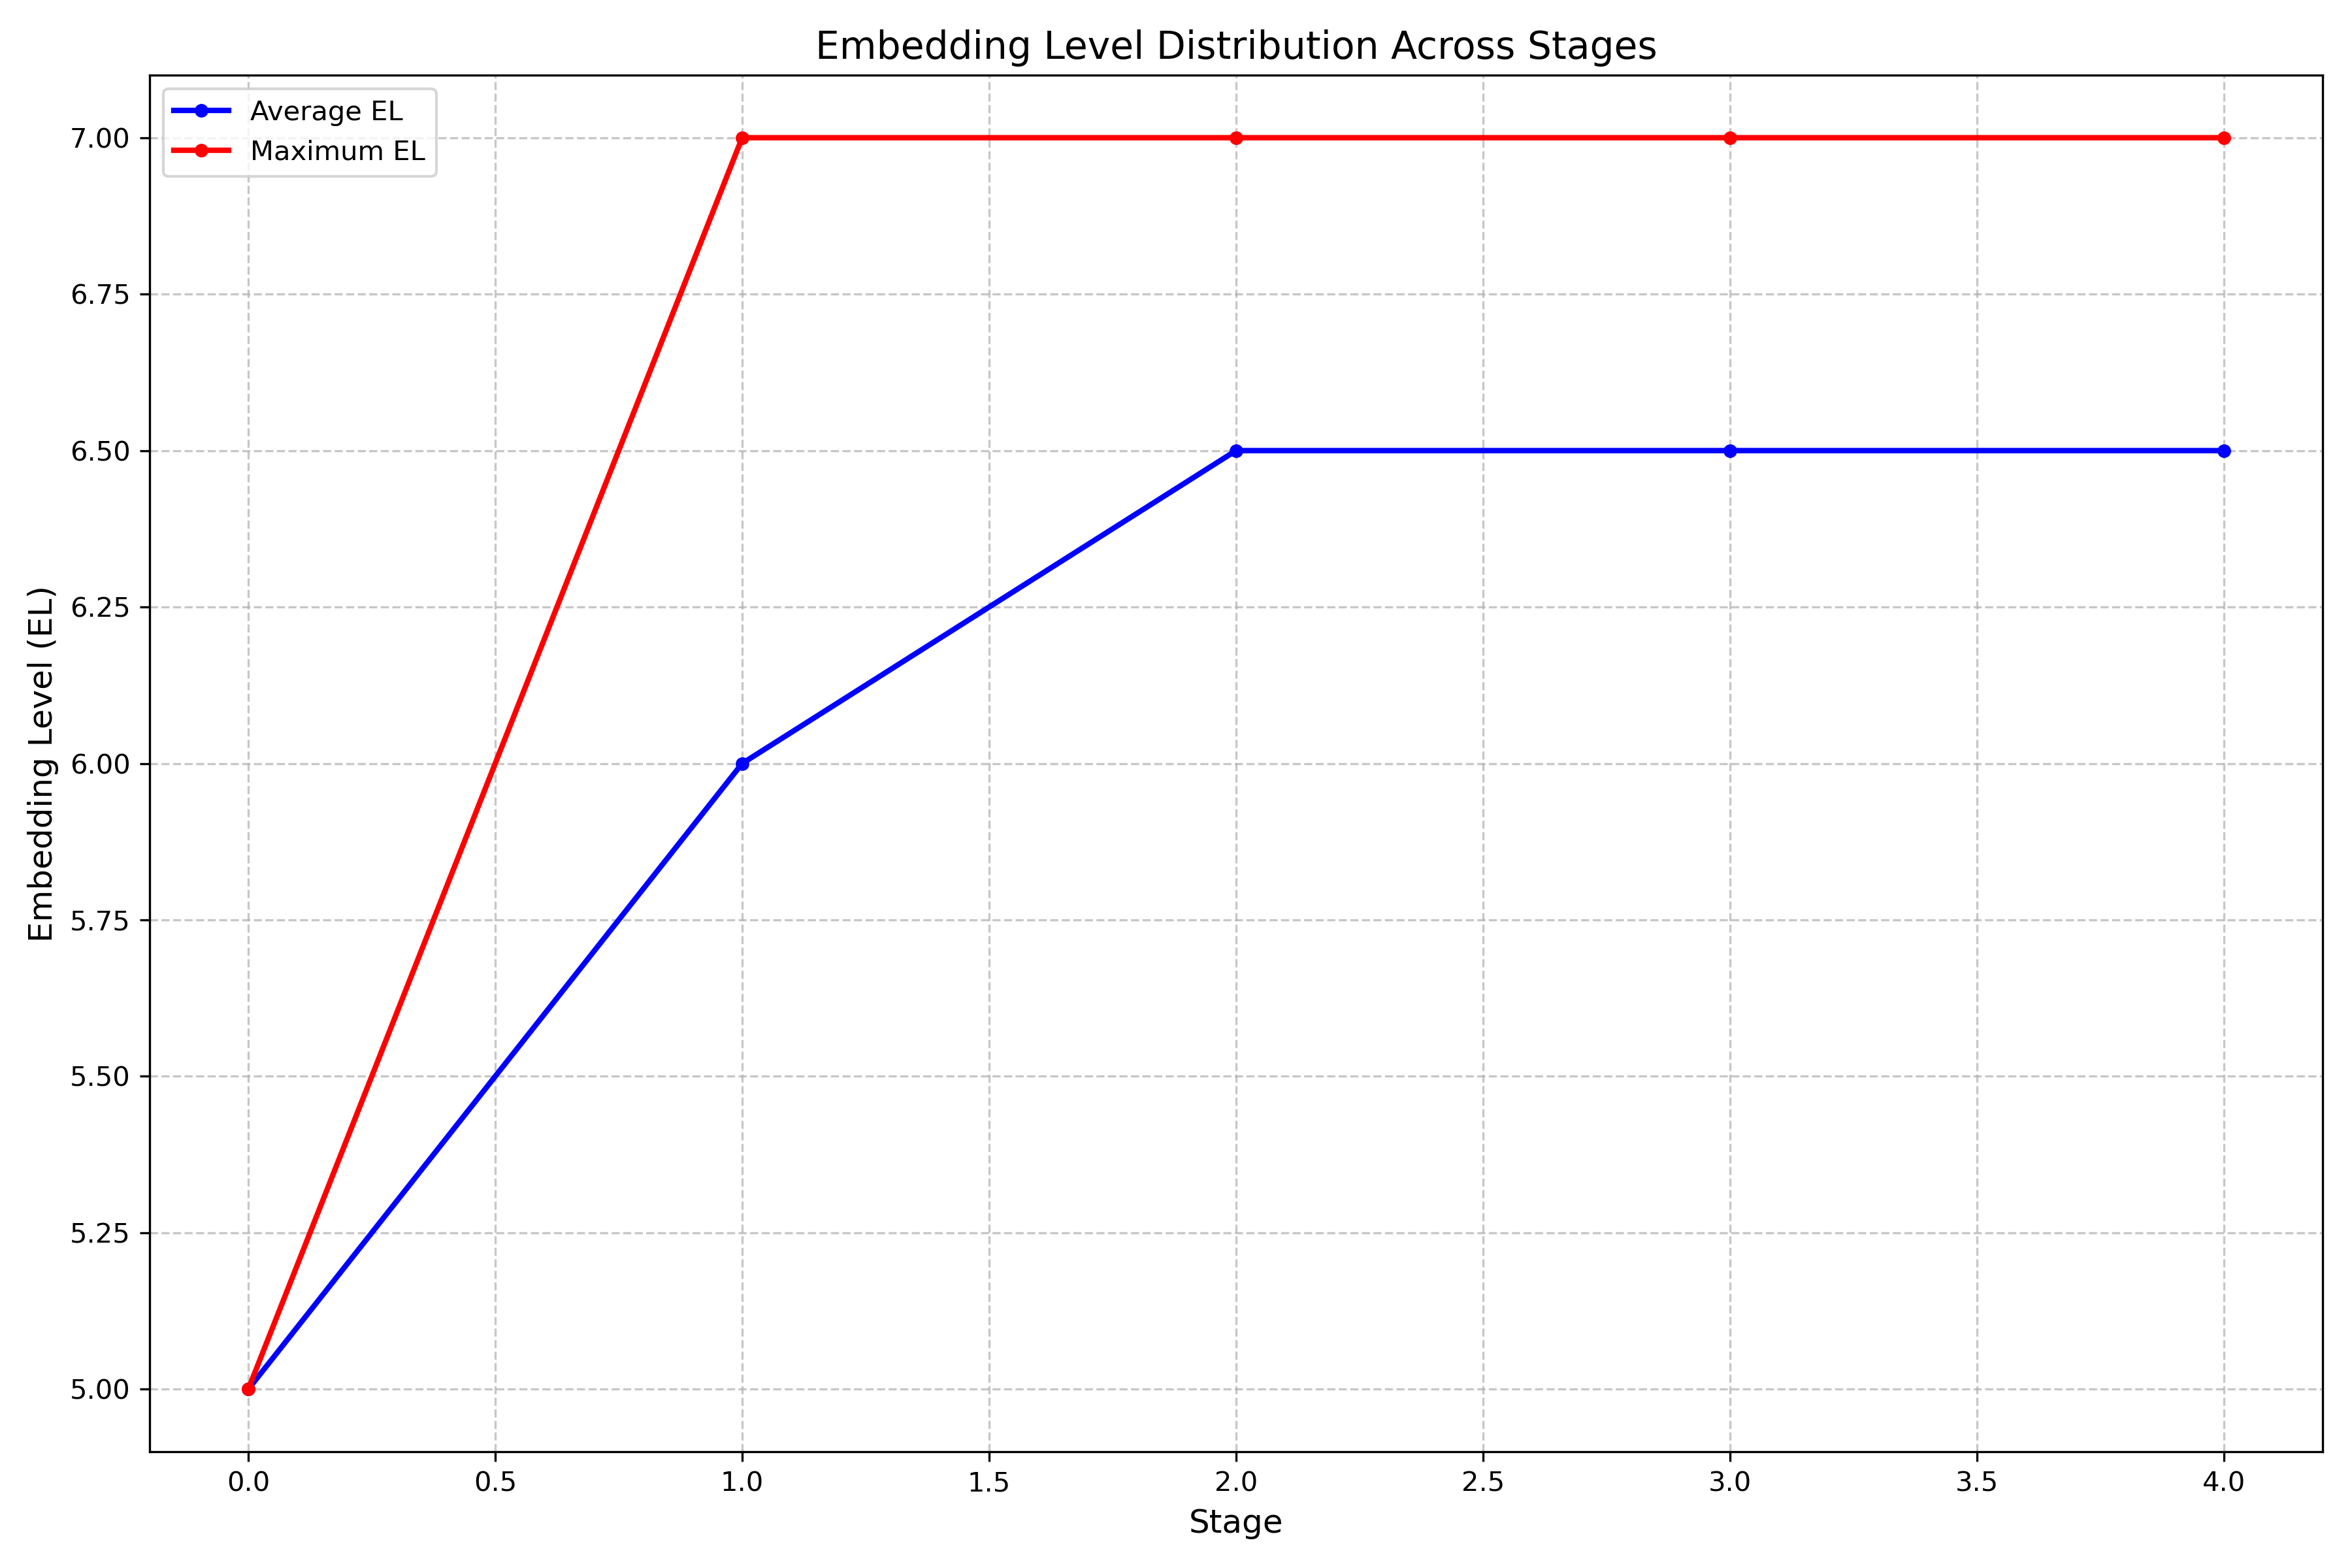 Embedding Level Distribution Across Stages
Average EL
Maximum EL
7.00
6.75
6.50
6.25
6.00
5.75
5.50
5.25
5.00
Embedding Level (EL)
0.0 0.5 1.0 1.5 2.0 2.5 3.0 3.5 4.0
Stage